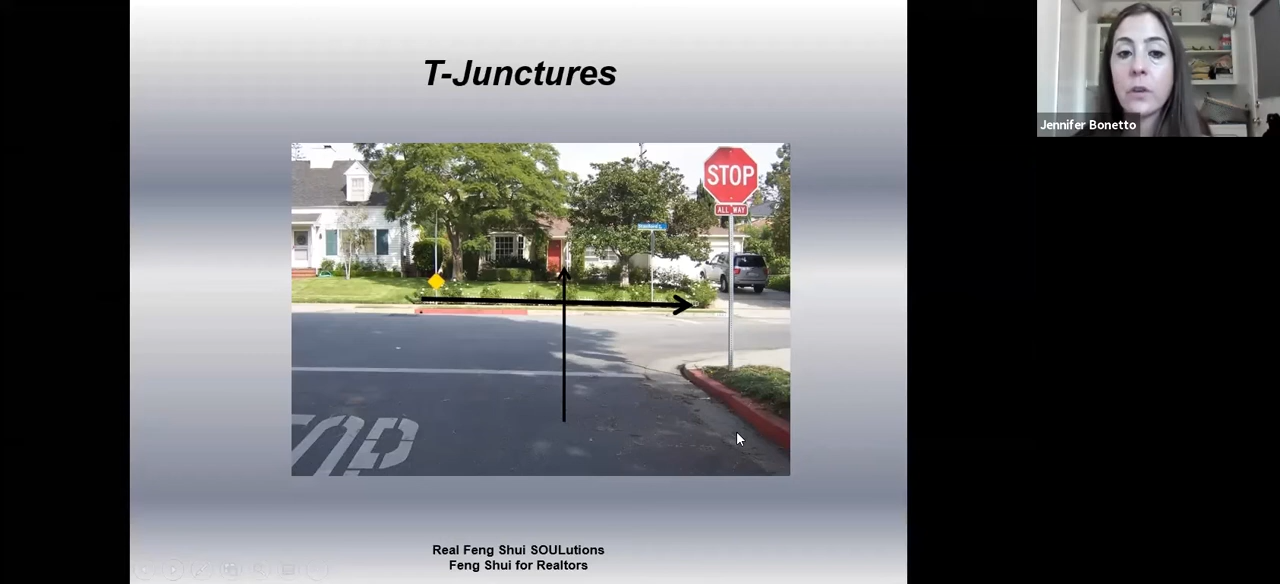 T-Junctures
STOP
ALL WAY
Real Feng Shui SOULutions
Feng Shui for Realtors
Jennifer Bonetto